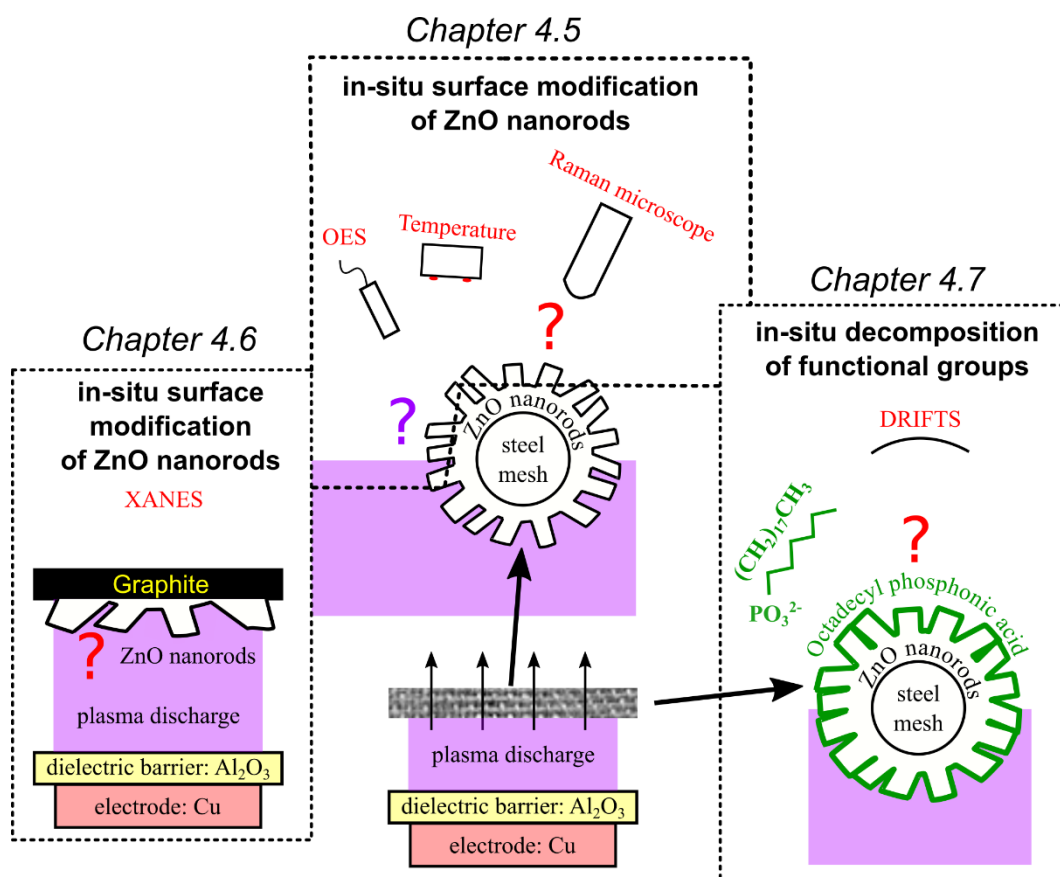 Chapter 4.5
in-situ surface modification
of ZnO nanorods
OES
Temperature
Raman microscope
?
?
ZnO nanorods
steel
mesh
plasma discharge
dielectric barrier: Al₂O₃
electrode: Cu
Chapter 4.6
in-situ surface
modification
of ZnO nanorods
XANES
Graphite
?
ZnO nanorods
plasma discharge
dielectric barrier: Al₂O₃
electrode: Cu
Chapter 4.7
in-situ decomposition
of functional groups
DRIFTS
?
(CH₂)₁₇CH₃
PO₃²⁻
Octadecyl phosphonic acid
ZnO nanorods
steel
mesh